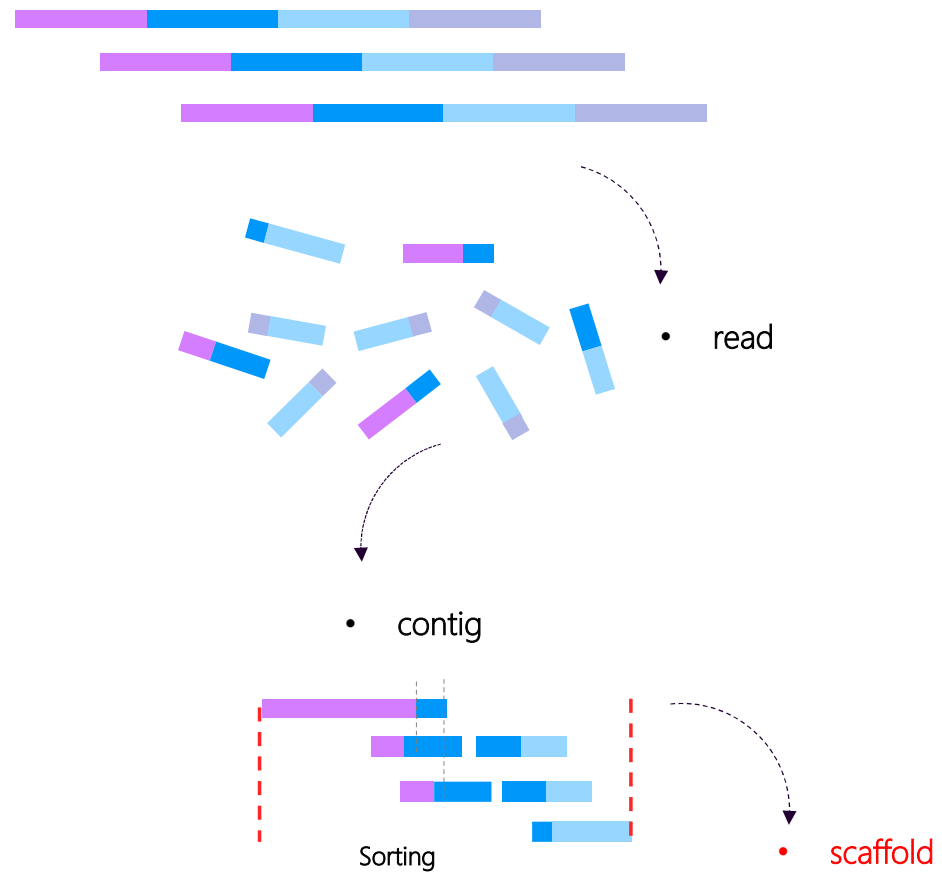 • read
• contig
Sorting
• scaffold